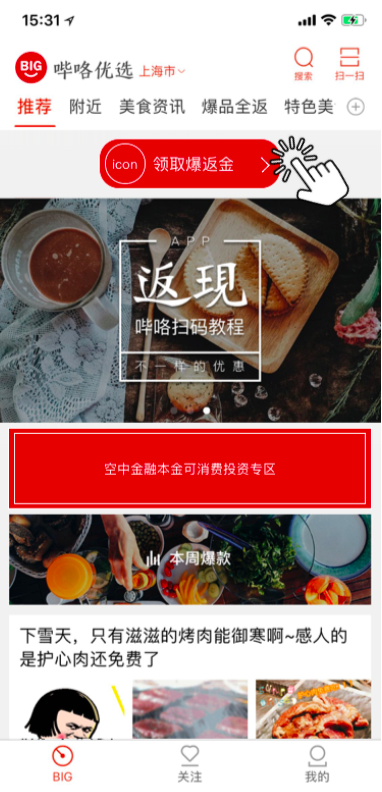 15:31
BIG
哔咯优选 上海市
搜索 扫一扫
推荐 附近 美食资讯 爆品全返 特色美
icon 领取爆返金
APP
返現
哔咯扫码教程
不一样的优惠
空中金融本金可消费投资专区
本周爆款
下雪天，只有滋滋的烤肉能御寒啊~感人的
是护心肉还免费了
BIG 关注 我的